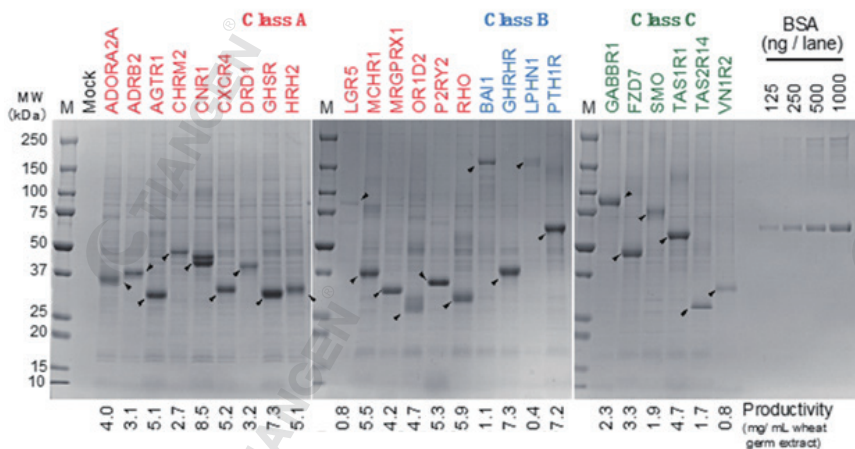 Class A
Class B
Class C
BSA
(ng / lane)
MW
(kDa)
M
Mock
ADORA2A
ADRB2
AGTR1
CHRM2
CNR1
CXCR4
DRD1
GHSR
HRH2
M
LGR5
MCHR1
MRGPRX1
OR1D2
P2RY2
RHO
BAI1
GHRHR
LPHN1
PTH1R
M
GABBR1
FZD7
SMO
TAS1R1
TAS2R14
VN1R2
125
250
500
1000
250
150
100
75
50
37
25
20
15
10
4.0
3.1
5.1
2.7
8.5
5.2
3.2
7.3
5.1
0.8
5.5
4.2
4.7
5.3
5.9
1.1
7.3
0.4
7.2
2.3
3.3
1.9
4.7
1.7
0.8
Productivity
(mg/ mL wheat
germ extract)
TIANGEN®
TIANGEN®